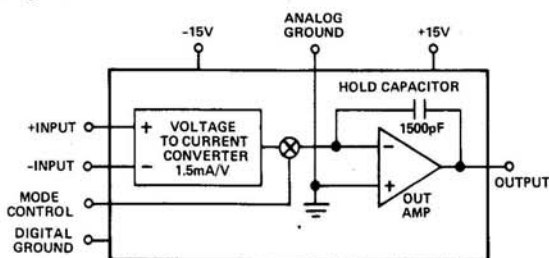 -15V
ANALOG
GROUND
+15V
HOLD CAPACITOR
1500pF
+INPUT
+
VOLTAGE
TO CURRENT
CONVERTER
1.5mA/V
-INPUT
−
−
+
OUT
AMP
OUTPUT
MODE
CONTROL
DIGITAL
GROUND